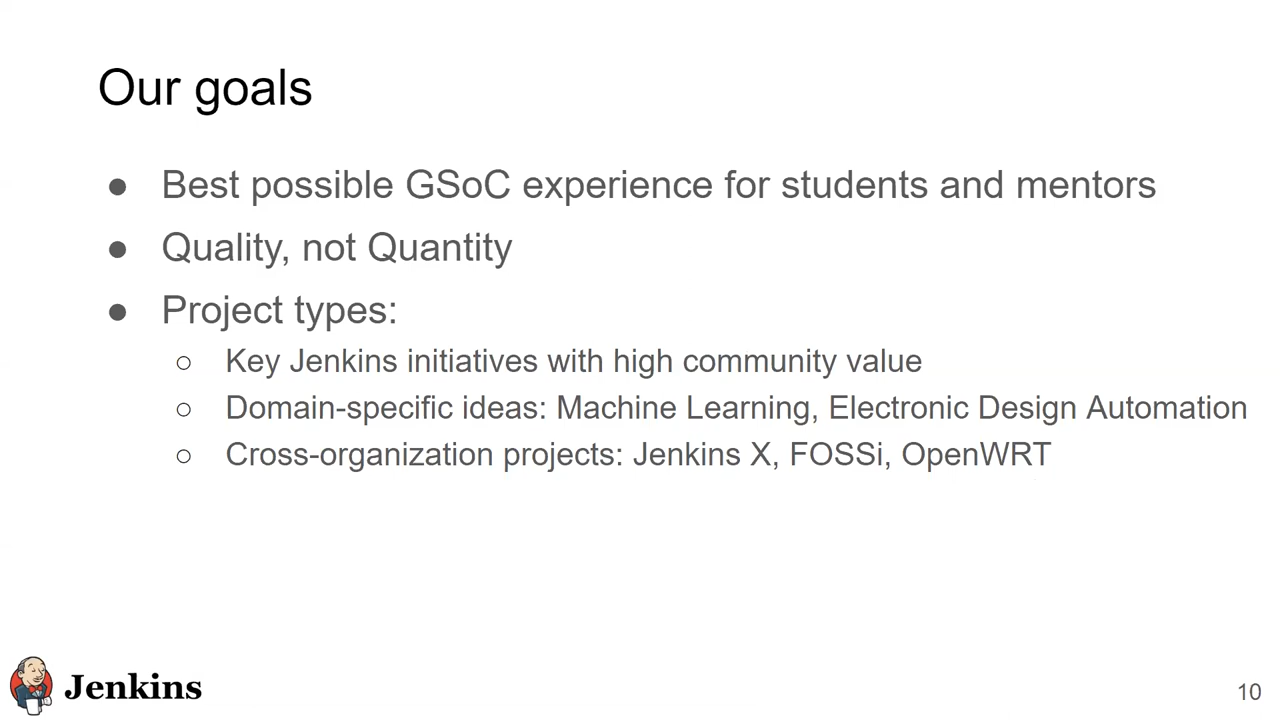 Our goals
● Best possible GSoC experience for students and mentors
● Quality, not Quantity
● Project types:
○ Key Jenkins initiatives with high community value
○ Domain-specific ideas: Machine Learning, Electronic Design Automation
○ Cross-organization projects: Jenkins X, FOSSi, OpenWRT
Jenkins
10